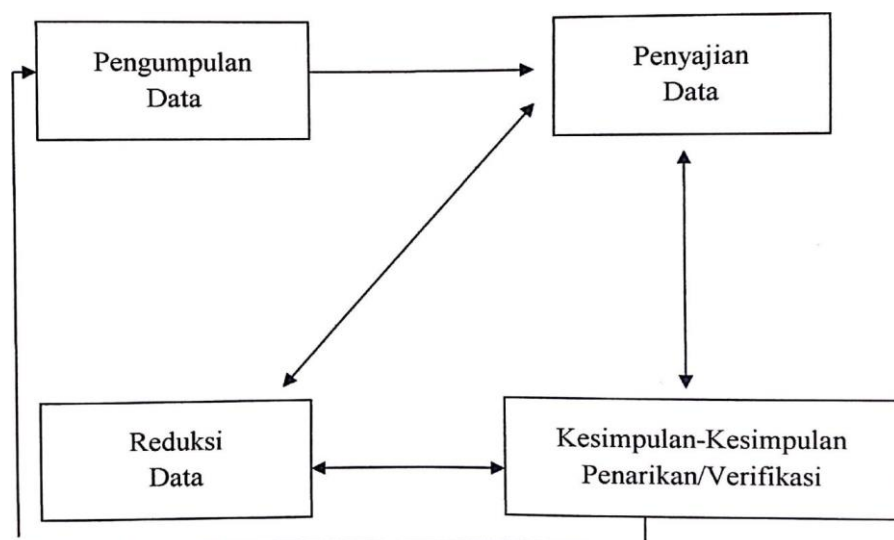 Pengumpulan
Data
Penyajian
Data
Reduksi
Data
Kesimpulan-Kesimpulan
Penarikan/Verifikasi